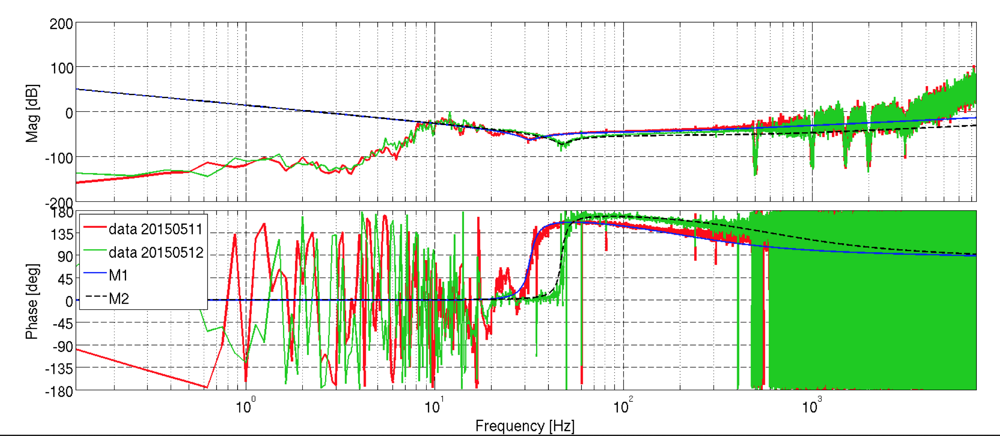 200
100
0
-100
-200
Mag [dB]
180
135
90
45
0
-45
-90
-135
-180
Phase [deg]
data 20150511
data 20150512
M1
M2
10^0
10^1
10^2
10^3
Frequency [Hz]